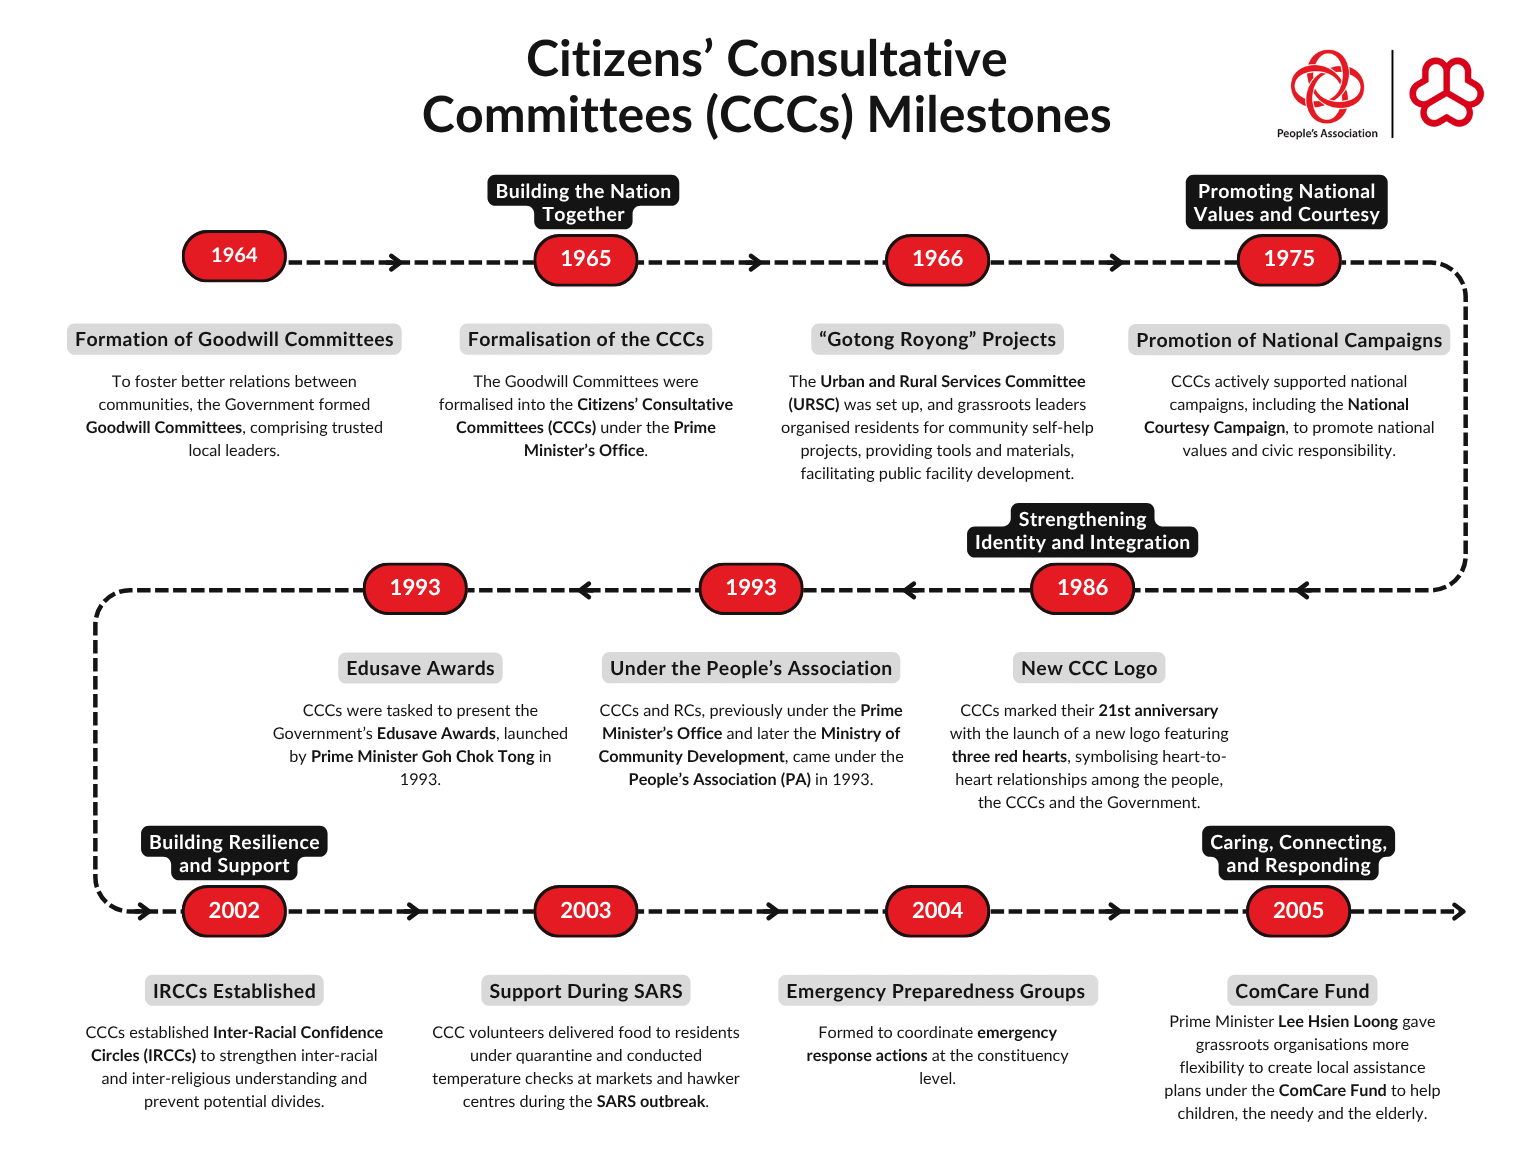 Citizens’ Consultative
Committees (CCCs) Milestones
People’s Association
Building the Nation
Together
Promoting National
Values and Courtesy
1964
1965
1966
1975
Formation of Goodwill Committees
To foster better relations between
communities, the Government formed
Goodwill Committees, comprising trusted
local leaders.
Formalisation of the CCCs
The Goodwill Committees were
formalised into the Citizens’ Consultative
Committees (CCCs) under the Prime
Minister’s Office.
“Gotong Royong” Projects
The Urban and Rural Services Committee
(URSC) was set up, and grassroots leaders
organised residents for community self-help
projects, providing tools and materials,
facilitating public facility development.
Promotion of National Campaigns
CCCs actively supported national
campaigns, including the National
Courtesy Campaign, to promote national
values and civic responsibility.
Strengthening
Identity and Integration
1986
1993
1993
New CCC Logo
CCCs marked their 21st anniversary
with the launch of a new logo featuring
three red hearts, symbolising heart-to-
heart relationships among the people,
the CCCs and the Government.
Under the People’s Association
CCCs and RCs, previously under the Prime
Minister’s Office and later the Ministry of
Community Development, came under the
People’s Association (PA) in 1993.
Edusave Awards
CCCs were tasked to present the
Government’s Edusave Awards, launched
by Prime Minister Goh Chok Tong in
1993.
Building Resilience
and Support
Caring, Connecting,
and Responding
2002
2003
2004
2005
IRCCs Established
CCCs established Inter-Racial Confidence
Circles (IRCCs) to strengthen inter-racial
and inter-religious understanding and
prevent potential divides.
Support During SARS
CCC volunteers delivered food to residents
under quarantine and conducted
temperature checks at markets and hawker
centres during the SARS outbreak.
Emergency Preparedness Groups
Formed to coordinate emergency
response actions at the constituency
level.
ComCare Fund
Prime Minister Lee Hsien Loong gave
grassroots organisations more
flexibility to create local assistance
plans under the ComCare Fund to help
children, the needy and the elderly.